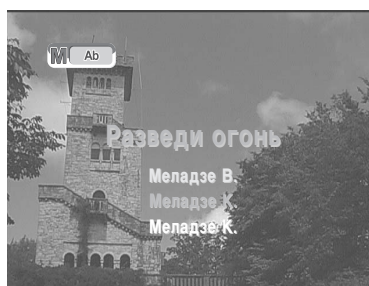 M Ab
Разведи огонь
Меладзе В.
Меладзе К
Меладзе К.